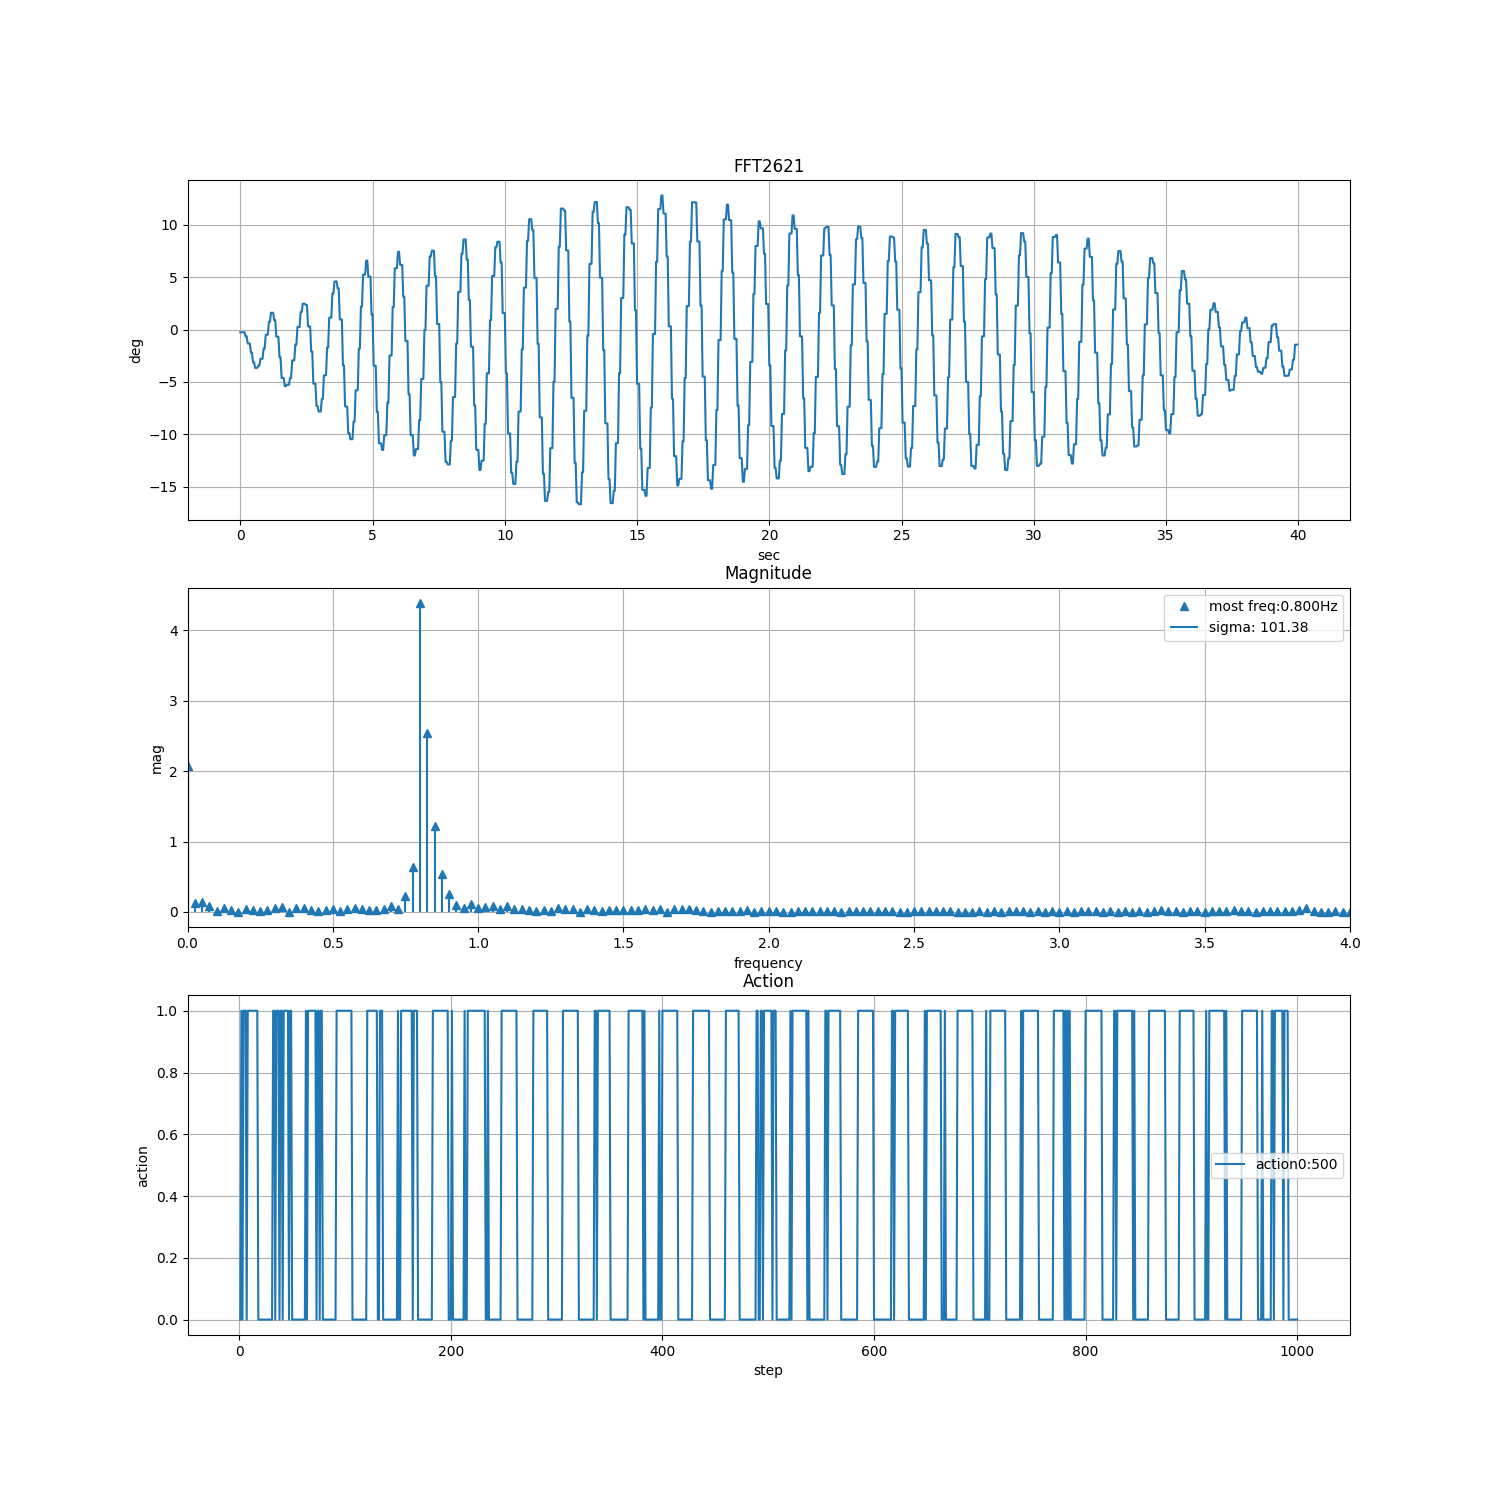 FFT2621
10
5
0
−5
−10
−15
deg
0 5 10 15 20 25 30 35 40
sec
Magnitude
most freq:0.800Hz
sigma: 101.38
4
3
2
1
0
mag
0.0 0.5 1.0 1.5 2.0 2.5 3.0 3.5 4.0
frequency
Action
1.0
0.8
0.6
0.4
0.2
0.0
action
action0:500
0 200 400 600 800 1000
step